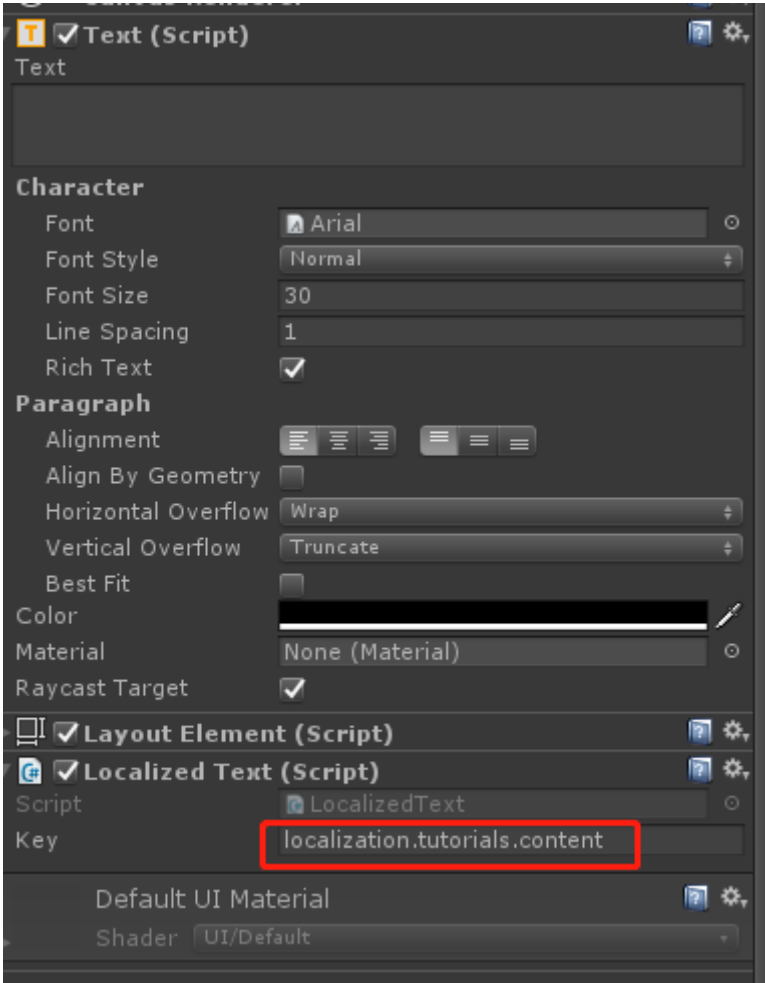 Text (Script)
Text
Character
Font Arial
Font Style Normal
Font Size 30
Line Spacing 1
Rich Text
Paragraph
Alignment
Align By Geometry
Horizontal Overflow Wrap
Vertical Overflow Truncate
Best Fit
Color
Material None (Material)
Raycast Target
Layout Element (Script)
Localized Text (Script)
Script LocalizedText
Key localization.tutorials.content
Default UI Material
Shader UI/Default